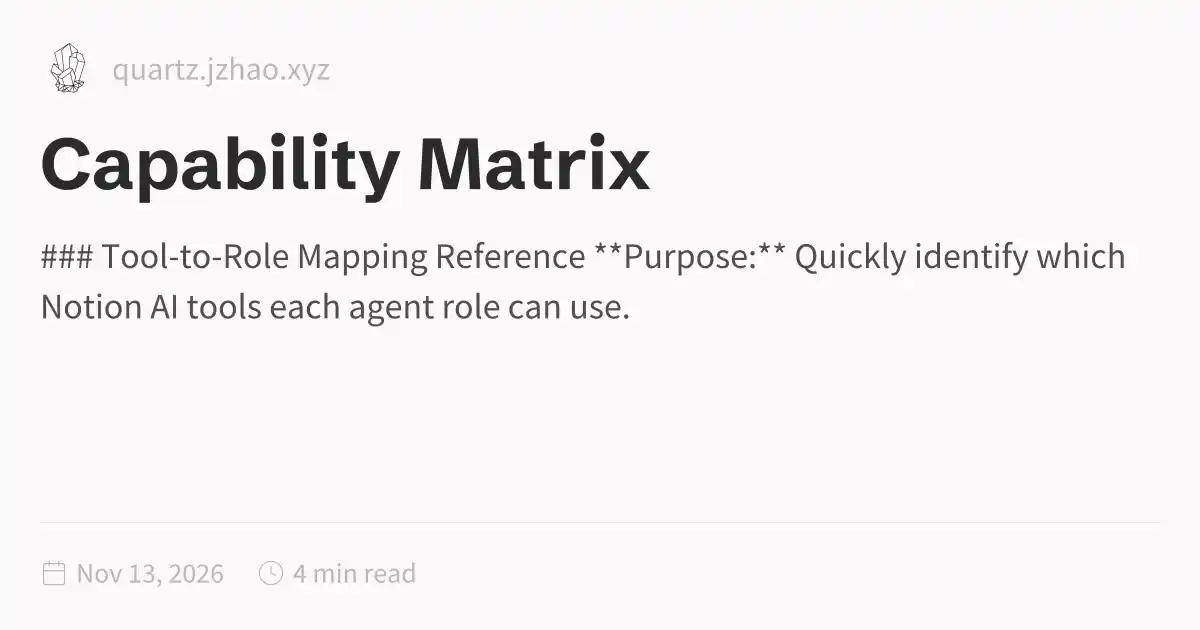 quartz.jzhao.xyz
Capability Matrix
### Tool-to-Role Mapping Reference **Purpose:** Quickly identify which
Notion AI tools each agent role can use.
Nov 13, 2026 4 min read